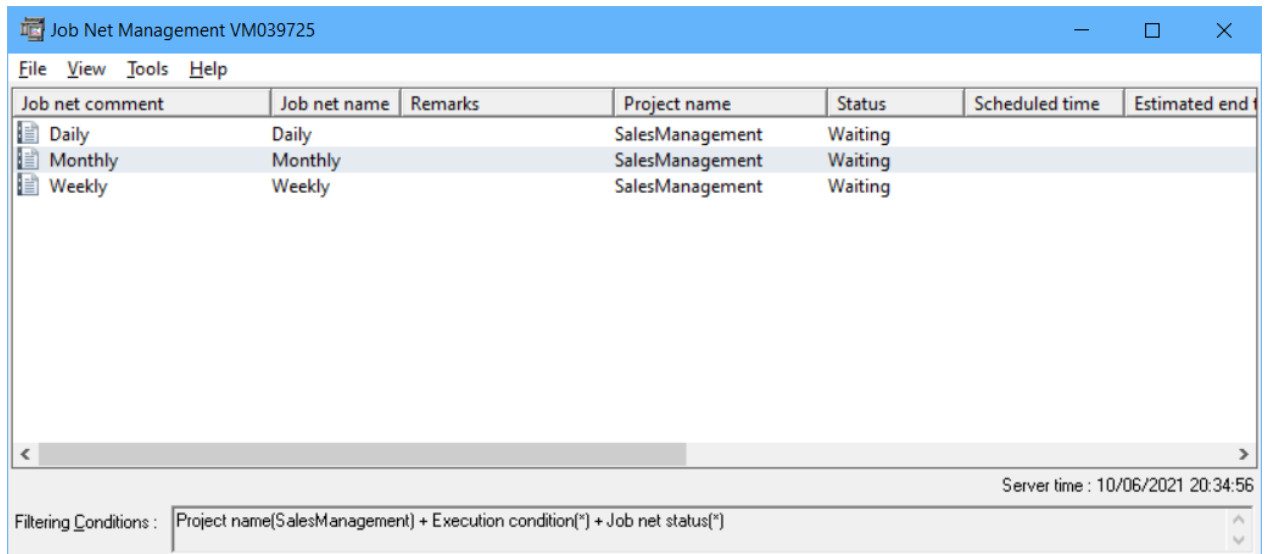 Job Net Management VM039725
File View Tools Help
Job net comment Job net name Remarks Project name Status Scheduled time Estimated end t
Daily Daily SalesManagement Waiting
Monthly Monthly SalesManagement Waiting
Weekly Weekly SalesManagement Waiting
Server time : 10/06/2021 20:34:56
Filtering Conditions : Project name(SalesManagement) + Execution condition(*) + Job net status(*)